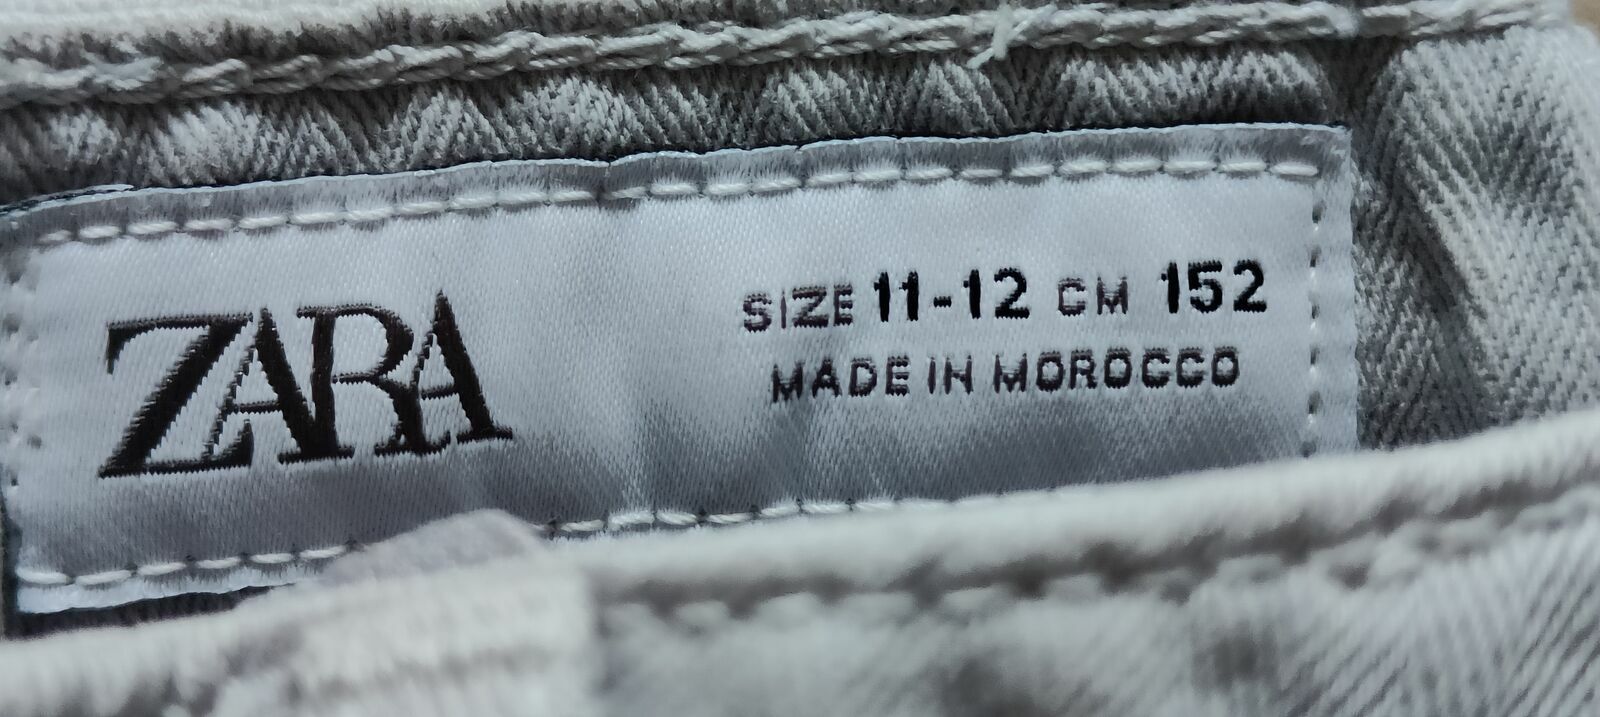 ZARA
SIZE 11-12 CM 152
MADE IN MOROCCO